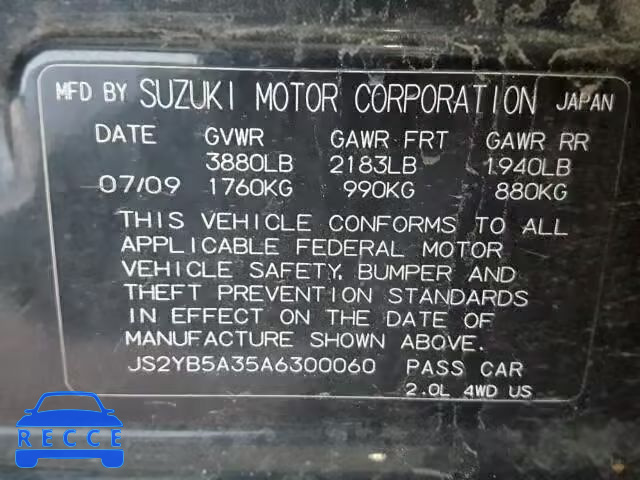 MFD BY SUZUKI MOTOR CORPORATION JAPAN
DATE GVWR GAWR FRT GAWR RR
3880LB 2183LB 1940LB
07/09 1760KG 990KG 880KG
THIS VEHICLE CONFORMS TO ALL
APPLICABLE FEDERAL MOTOR
VEHICLE SAFETY, BUMPER AND
THEFT PREVENTION STANDARDS
IN EFFECT ON THE DATE OF
MANUFACTURE SHOWN ABOVE.
JS2YB5A35A6300060 PASS CAR
2.0L 4WD US
RECCE